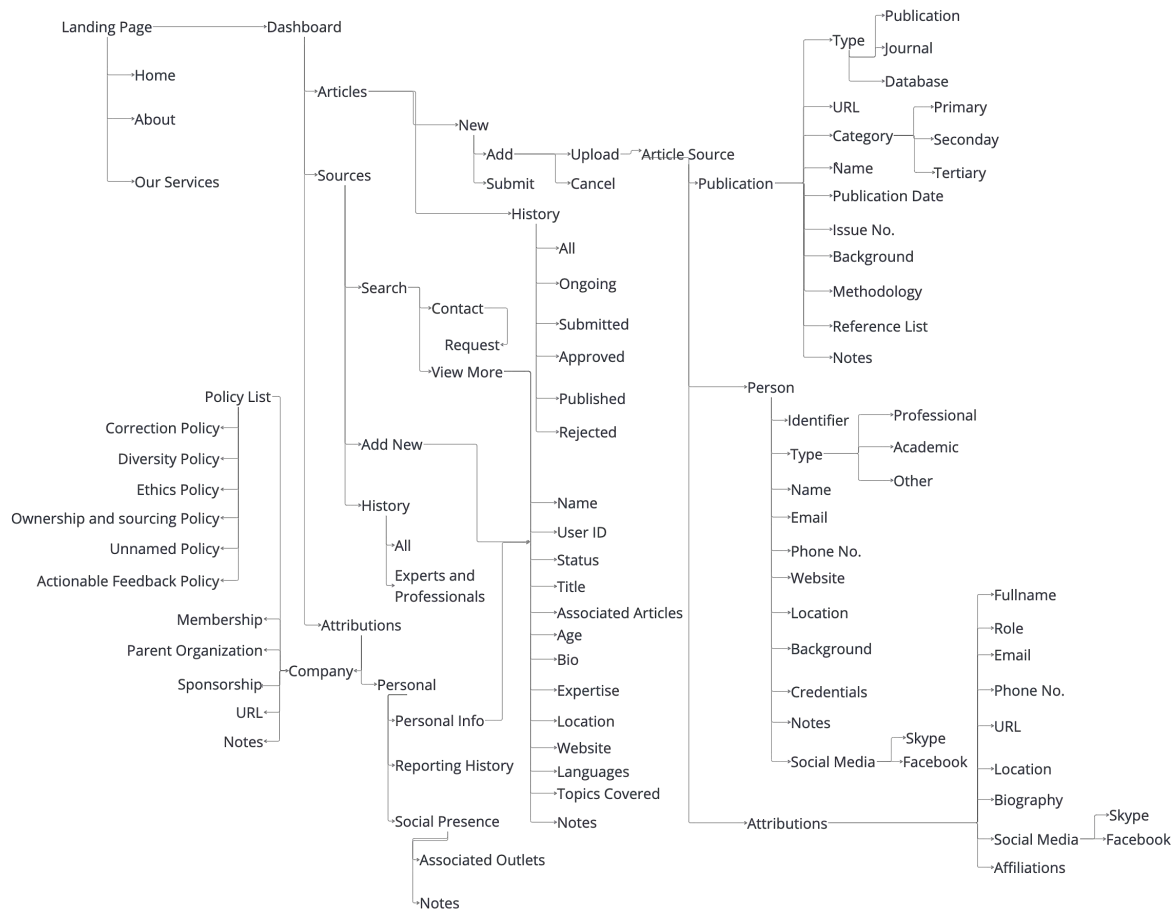 Landing Page
Home
About
Our Services
Dashboard
Articles
New
Add
Upload
Cancel
Submit
History
All
Ongoing
Submitted
Approved
Published
Rejected
Sources
Search
Contact
Request
View More
Add New
Name
User ID
Status
Title
Associated Articles
Age
Bio
Expertise
Location
Website
Languages
Topics Covered
Notes
History
All
Experts and
Professionals
Attributions
Company
Policy List
Correction Policy
Diversity Policy
Ethics Policy
Ownership and sourcing Policy
Unnamed Policy
Actionable Feedback Policy
Membership
Parent Organization
Sponsorship
URL
Notes
Personal
Personal Info
Reporting History
Social Presence
Associated Outlets
Notes
Article Source
Publication
Type
Publication
Journal
Database
URL
Category
Primary
Seconday
Tertiary
Name
Publication Date
Issue No.
Background
Methodology
Reference List
Notes
Person
Identifier
Type
Professional
Academic
Other
Name
Email
Phone No.
Website
Location
Background
Credentials
Notes
Social Media
Skype
Facebook
Attributions
Fullname
Role
Email
Phone No.
URL
Location
Biography
Social Media
Skype
Facebook
Affiliations